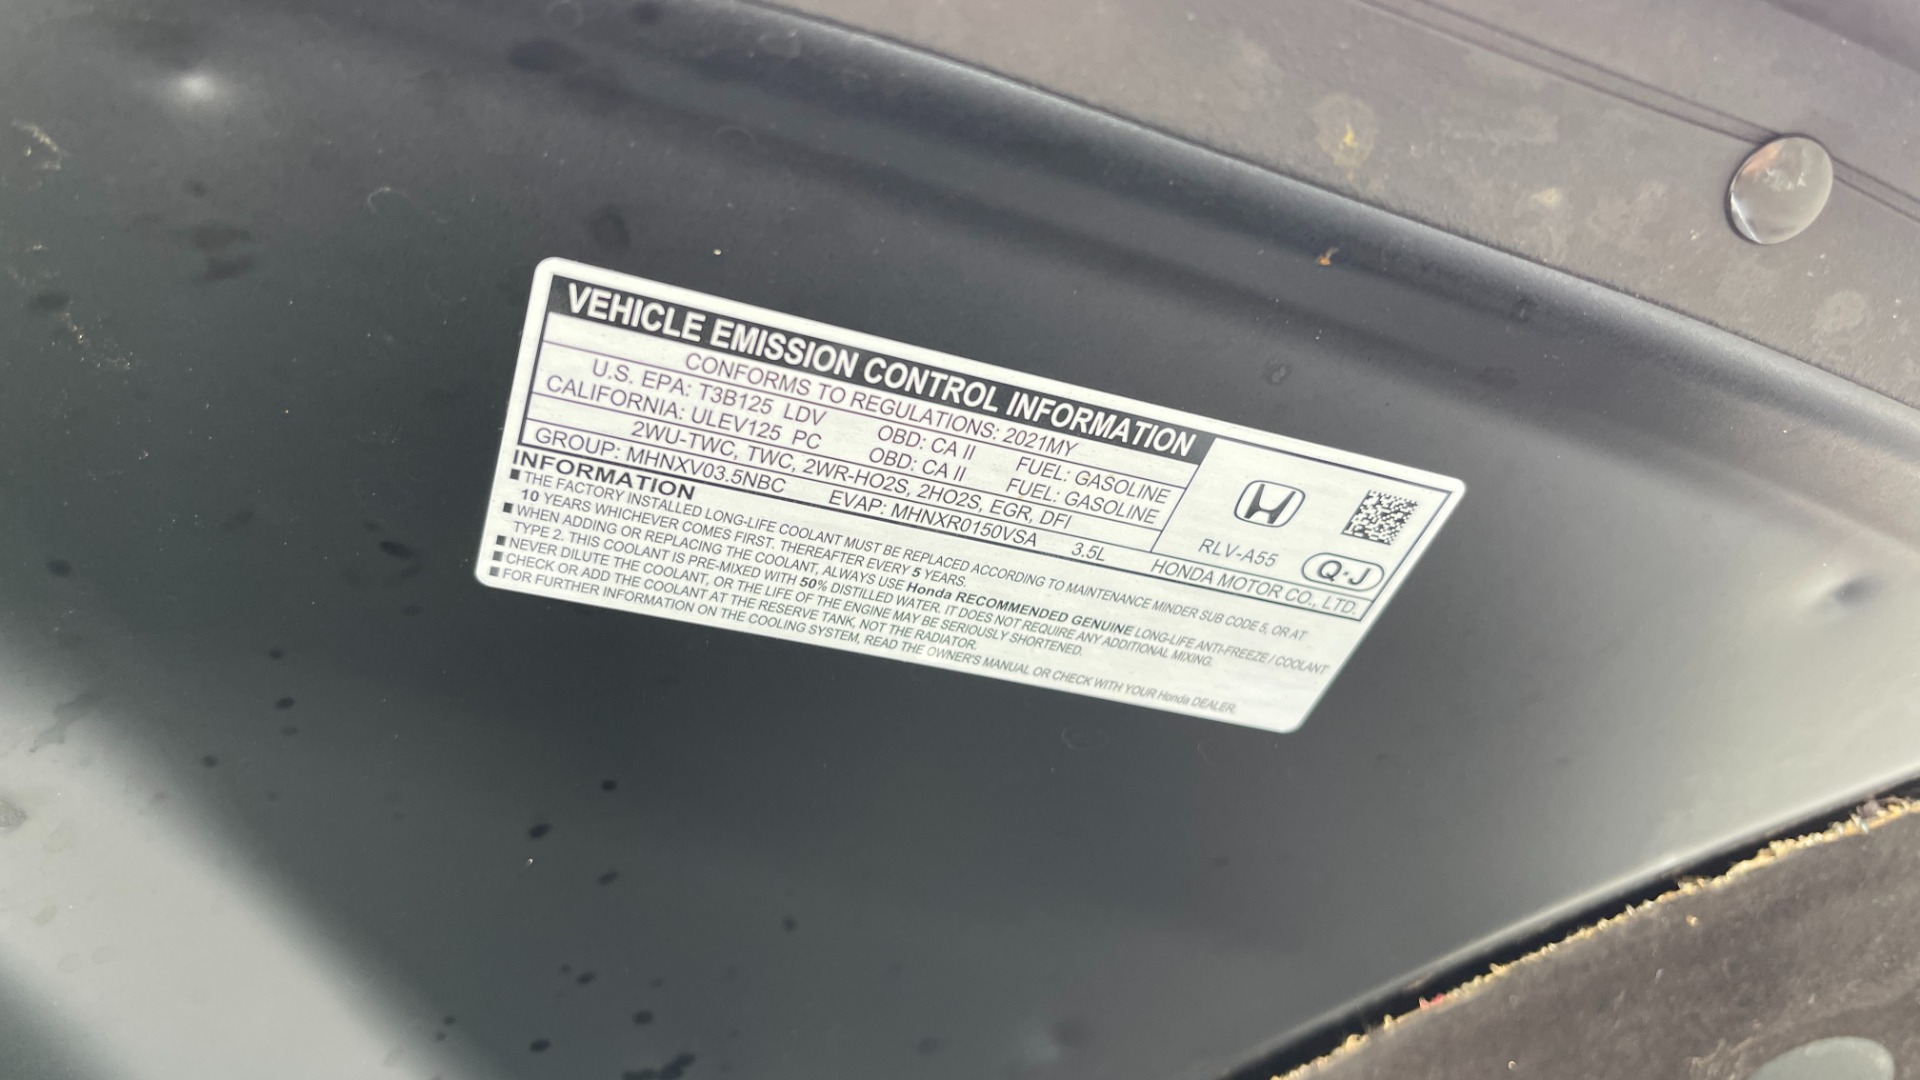 VEHICLE EMISSION CONTROL INFORMATION
CONFORMS TO REGULATIONS: 2021MY
U.S. EPA: T3B125 LDV OBD: CA II FUEL: GASOLINE
CALIFORNIA: ULEV125 PC OBD: CA II FUEL: GASOLINE
2WU-TWC, TWC, 2WR-HO2S, 2HO2S, EGR, DFI
GROUP: MHNXV03.5NBC EVAP: MHNXR0150VSA 3.5L
RLV-A55
Q-J
HONDA MOTOR CO., LTD.
INFORMATION
■ THE FACTORY INSTALLED LONG-LIFE COOLANT MUST BE REPLACED ACCORDING TO MAINTENANCE MINDER SUB CODE 5, OR AT
10 YEARS WHICHEVER COMES FIRST. THEREAFTER EVERY 5 YEARS.
■ WHEN ADDING OR REPLACING THE COOLANT, ALWAYS USE Honda RECOMMENDED GENUINE LONG-LIFE ANTI-FREEZE / COOLANT
TYPE 2. THIS COOLANT IS PRE-MIXED WITH 50% DISTILLED WATER. IT DOES NOT REQUIRE ANY ADDITIONAL MIXING.
■ NEVER DILUTE THE COOLANT, OR THE LIFE OF THE ENGINE MAY BE SERIOUSLY SHORTENED.
■ CHECK OR ADD THE COOLANT AT THE RESERVE TANK, NOT THE RADIATOR.
■ FOR FURTHER INFORMATION ON THE COOLING SYSTEM, READ THE OWNER'S MANUAL OR CHECK WITH YOUR Honda DEALER.